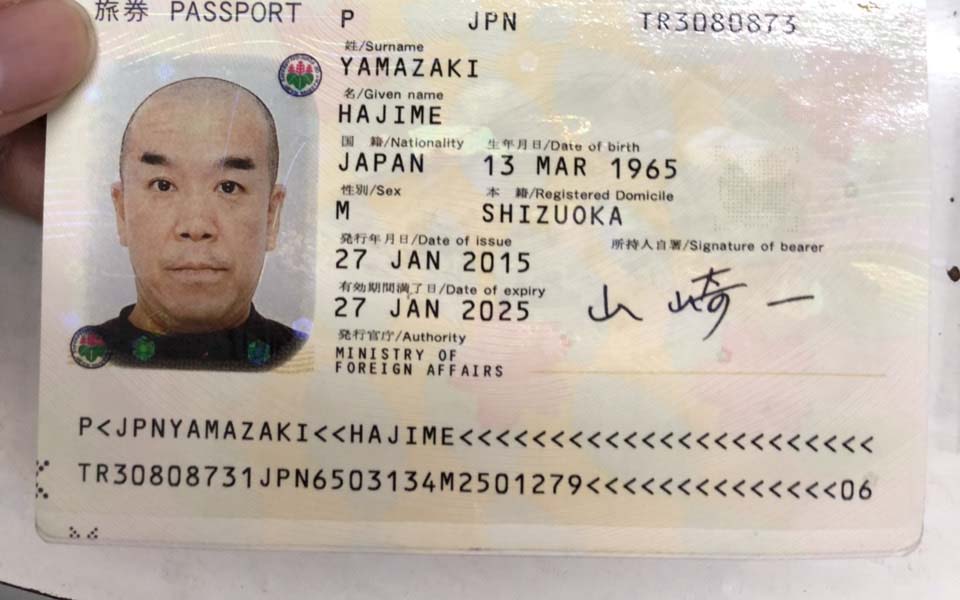 旅券 PASSPORT P JPN TR3080873
姓/Surname
YAMAZAKI
名/Given name
HAJIME
国籍/Nationality 生年月日/Date of birth
JAPAN 13 MAR 1965
性別/Sex 本籍/Registered Domicile
M SHIZUOKA
発行年月日/Date of issue 所持人自署/Signature of bearer
27 JAN 2015
有効期間満了日/Date of expiry
27 JAN 2025 山崎一
発行官庁/Authority
MINISTRY OF
FOREIGN AFFAIRS
P<JPNYAMAZAKI<<HAJIME<<<<<<<<<<<<<<<<<<<<<<<
TR30808731JPN6503134M2501279<<<<<<<<<<<<<<06